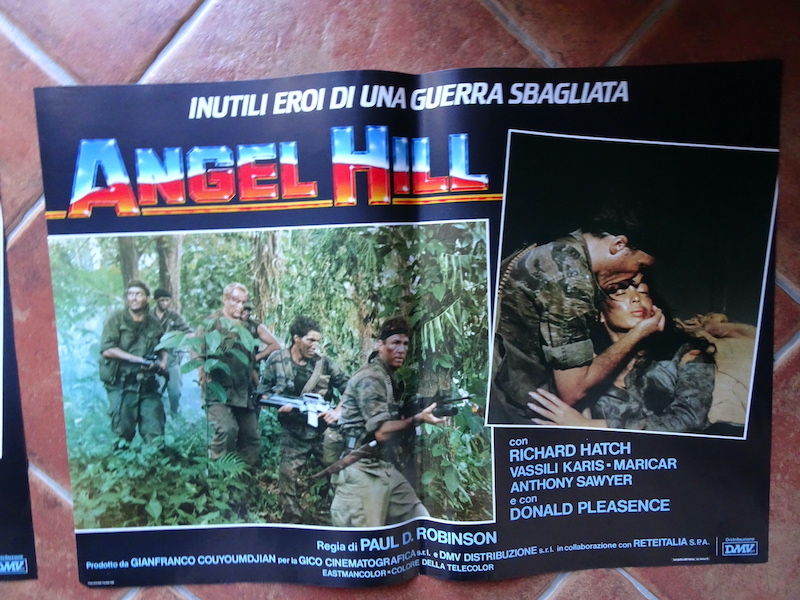 INUTILI EROI DI UNA GUERRA SBAGLIATA
ANGEL HILL
con
RICHARD HATCH
VASSILI KARIS - MARICAR
ANTHONY SAWYER
e con
DONALD PLEASENCE
Regia di PAUL D. ROBINSON
Prodotto da GIANFRANCO COUYOUMDJIAN per la GICO CINEMATOGRAFICA s.r.l. e DMV DISTRIBUZIONE s.r.l. in collaborazione con RETEITALIA S.P.A.
EASTMANCOLOR - COLORE DELLA TELECOLOR
Distribuzione
DMV
Distribuzione
DMV